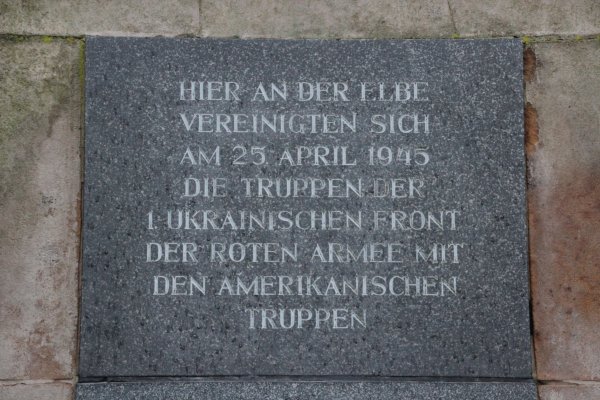 HIER AN DER ELBE
VEREINIGTEN SICH
AM 25. APRIL 1945
DIE TRUPPEN DER
1. UKRAINISCHEN FRONT
DER ROTEN ARMEE MIT
DEN AMERIKANISCHEN
TRUPPEN